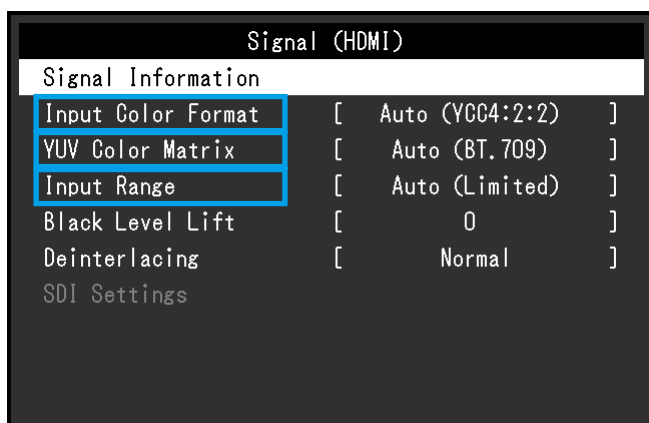 Signal (HDMI)
Signal Information
Input Color Format [ Auto (YCC4:2:2) ]
YUV Color Matrix [ Auto (BT.709) ]
Input Range [ Auto (Limited) ]
Black Level Lift [ 0 ]
Deinterlacing [ Normal ]
SDI Settings